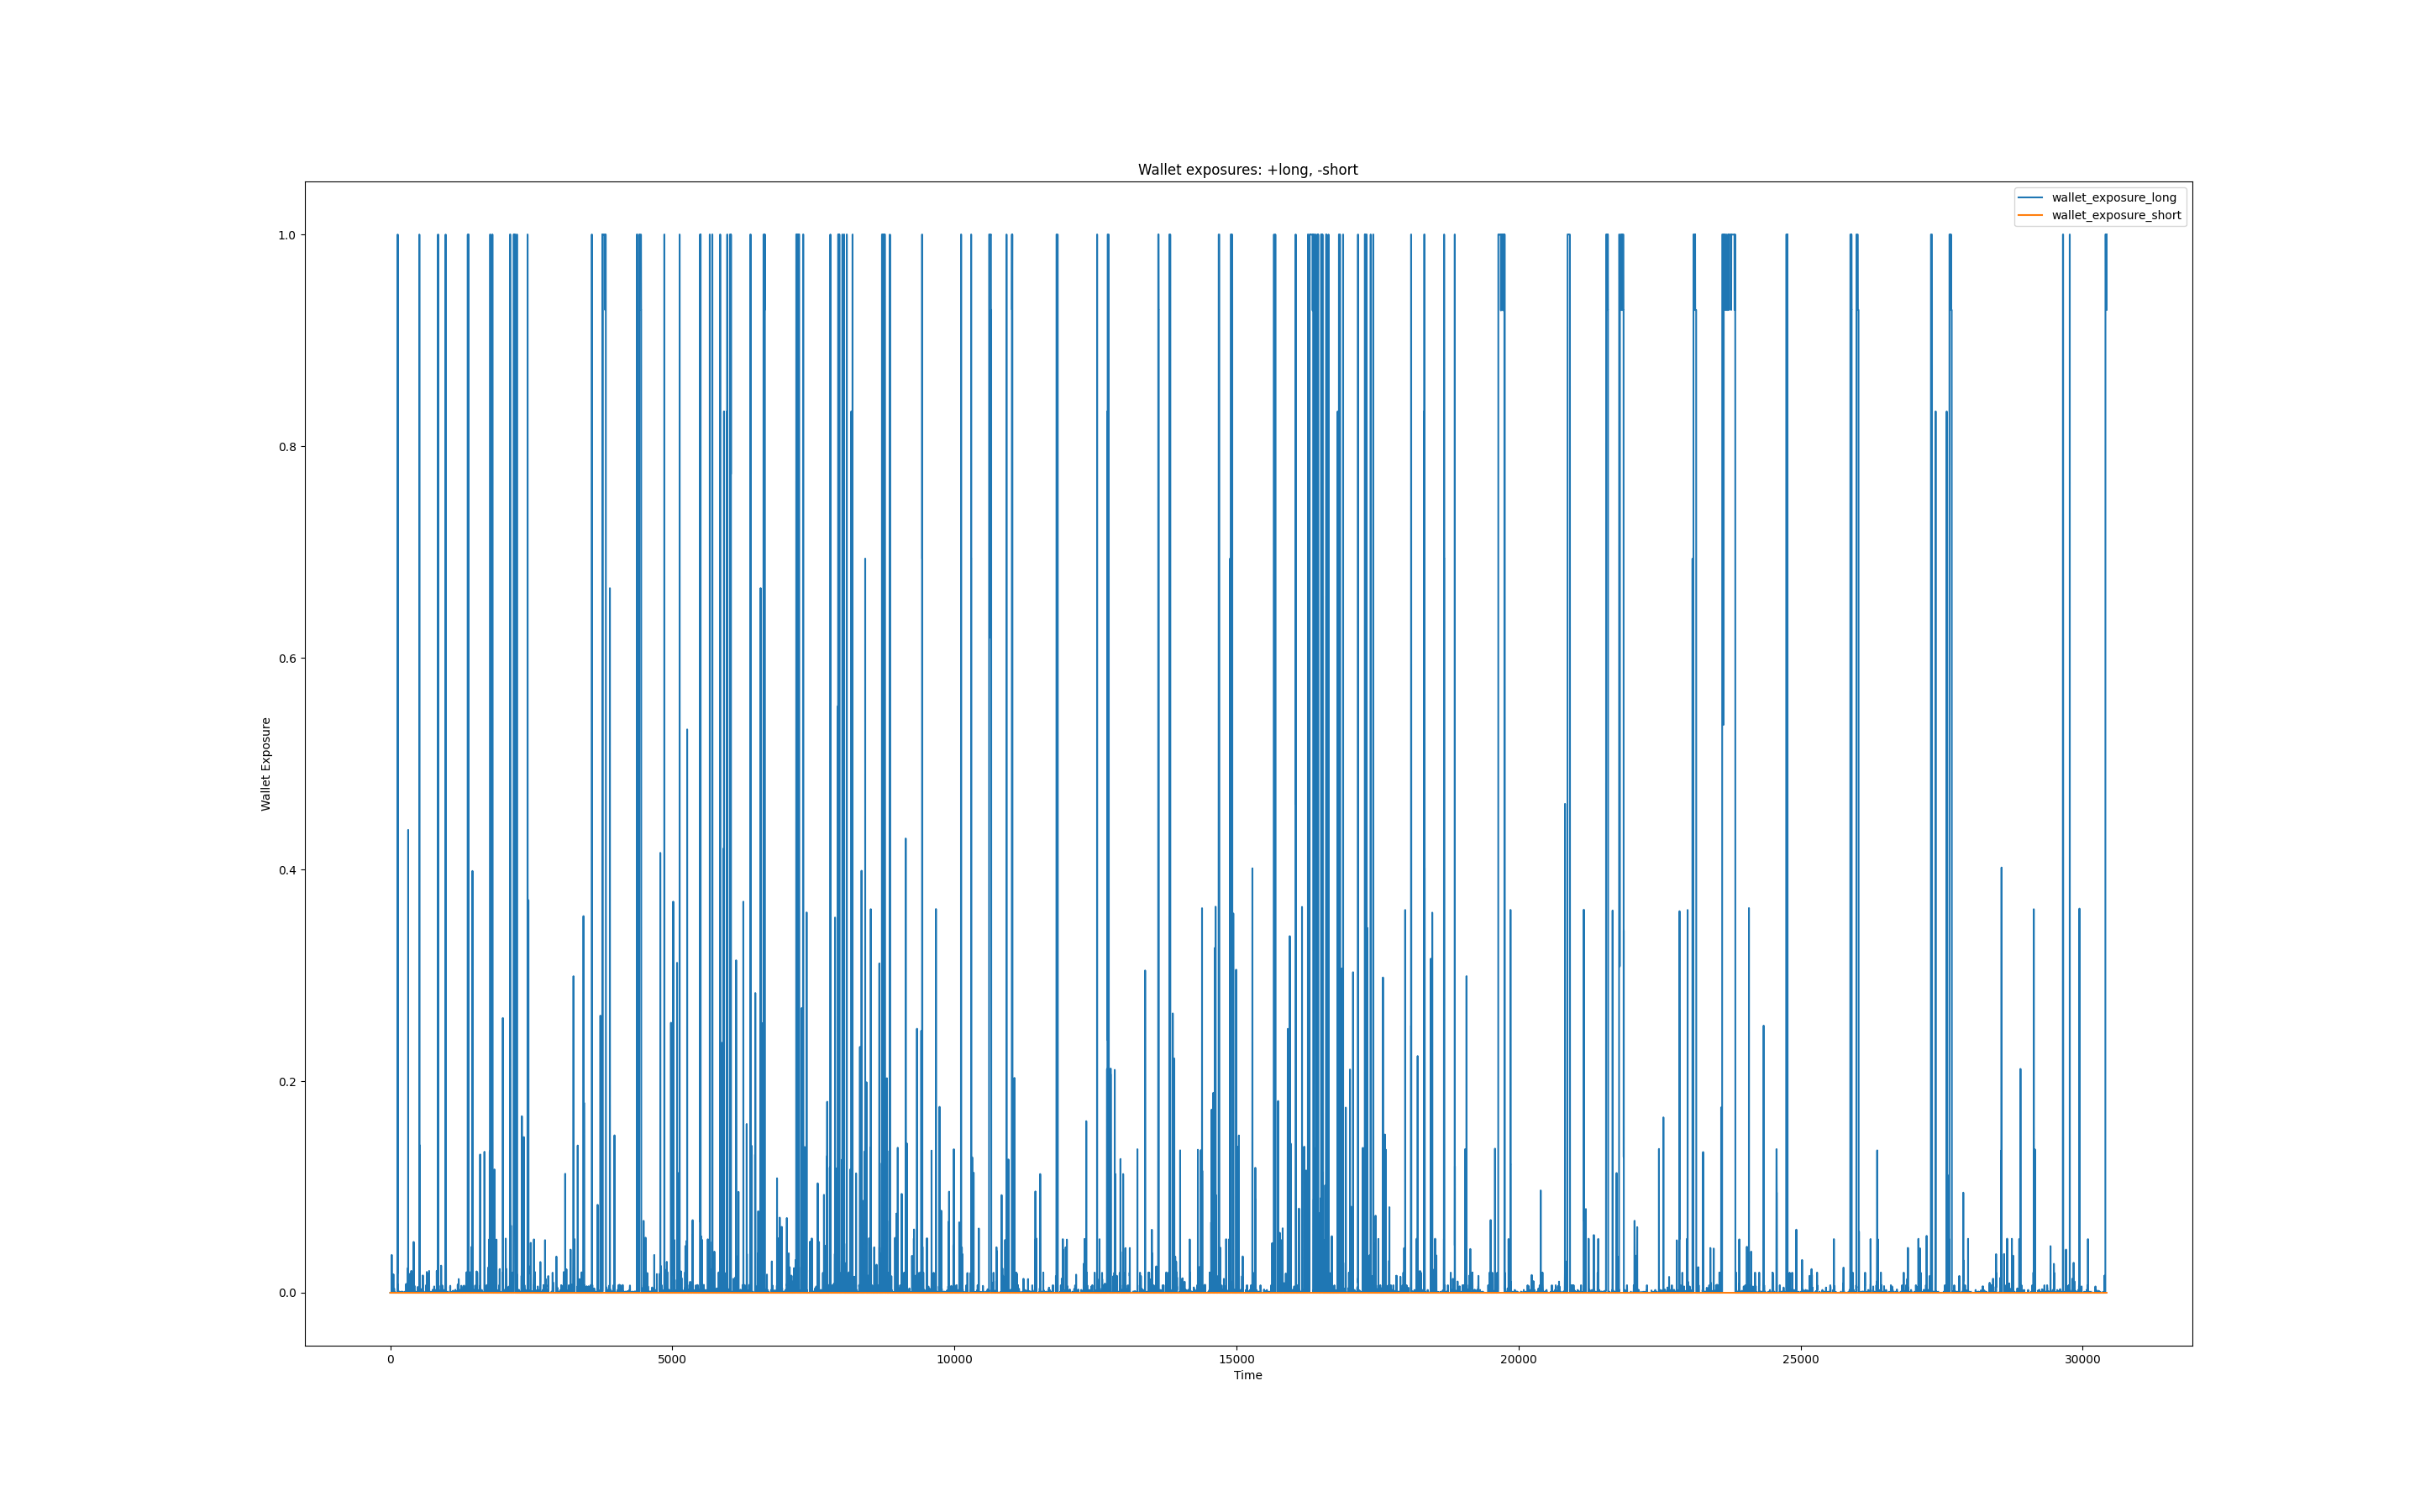 Wallet exposures: +long, -short
wallet_exposure_long
wallet_exposure_short
1.0
0.8
0.6
0.4
0.2
0.0
Wallet Exposure
0 5000 10000 15000 20000 25000 30000
Time